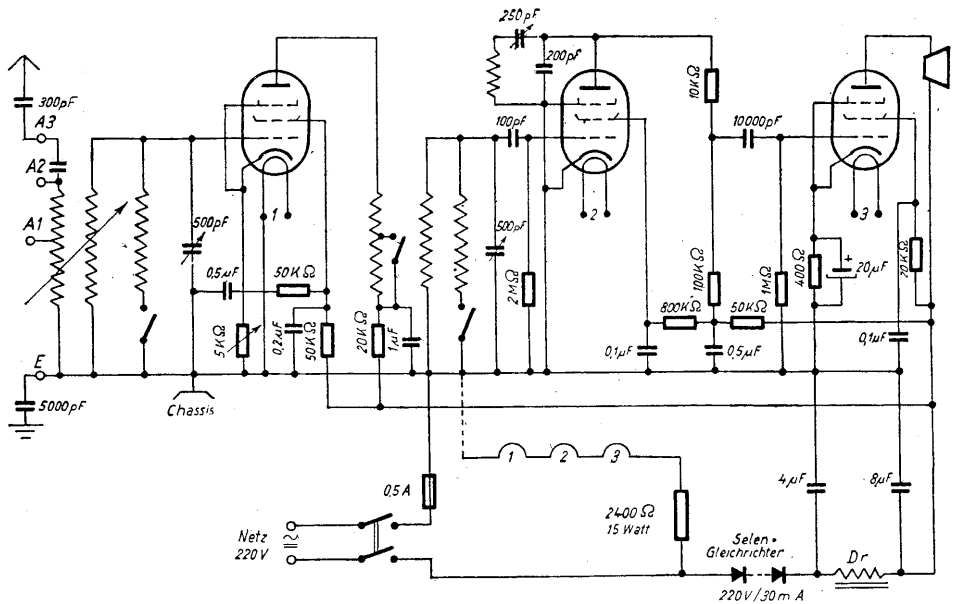 250pF
200pF
300pF
A3
A2
A1
10KΩ
100pF
10000pF
1
2
3
500pF
500pF
0,5µF
50KΩ
5KΩ
0,2µF
50KΩ
20KΩ
1µF
2MΩ
100KΩ
1MΩ
400Ω
+
20µF
20KΩ
800KΩ
50KΩ
0,1µF
0,5µF
0,1µF
E
5000pF
Chassis
1
2
3
0,5A
2400Ω
15 Watt
4µF
8µF
Netz
220V
Selen-
Gleichrichter
Dr
220V/30mA